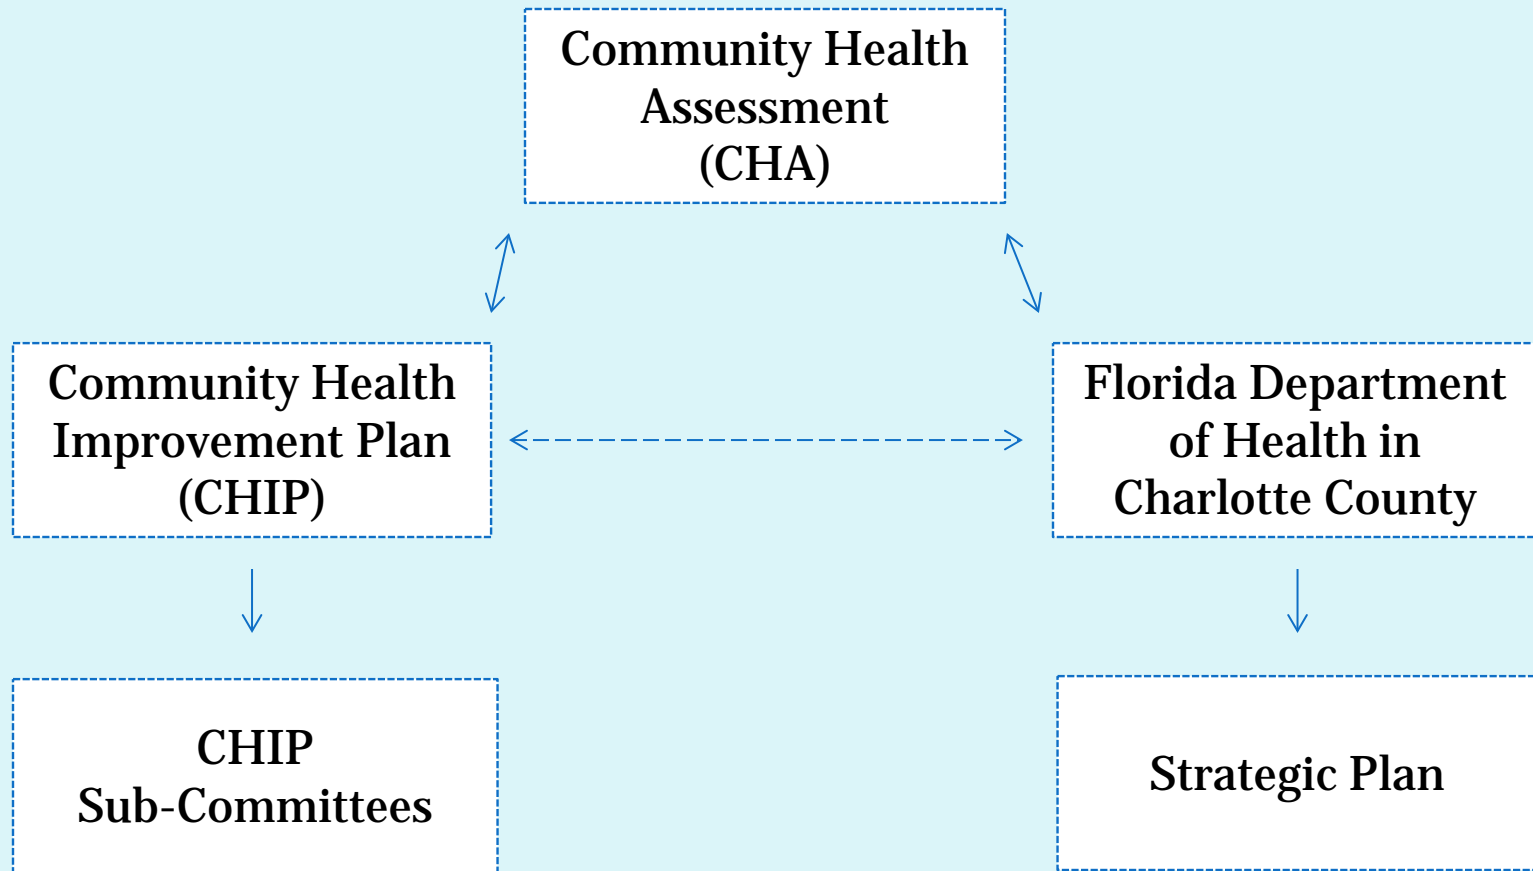 Community Health
Assessment
(CHA)
Community Health
Improvement Plan
(CHIP)
Florida Department
of Health in
Charlotte County
CHIP
Sub-Committees
Strategic Plan